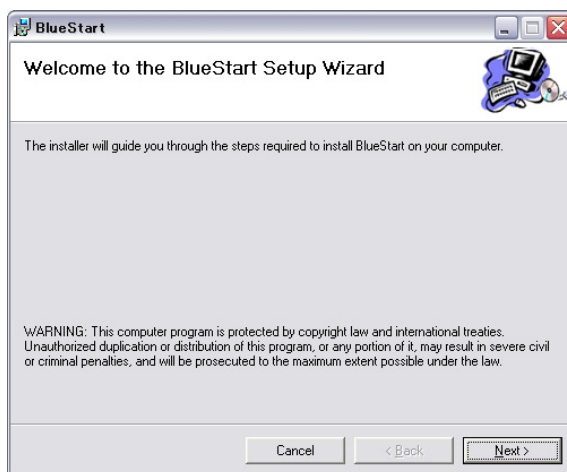 BlueStart
Welcome to the BlueStart Setup Wizard
The installer will guide you through the steps required to install BlueStart on your computer.
WARNING: This computer program is protected by copyright law and international treaties.
Unauthorized duplication or distribution of this program, or any portion of it, may result in severe civil
or criminal penalties, and will be prosecuted to the maximum extent possible under the law.
Cancel
< Back
Next >